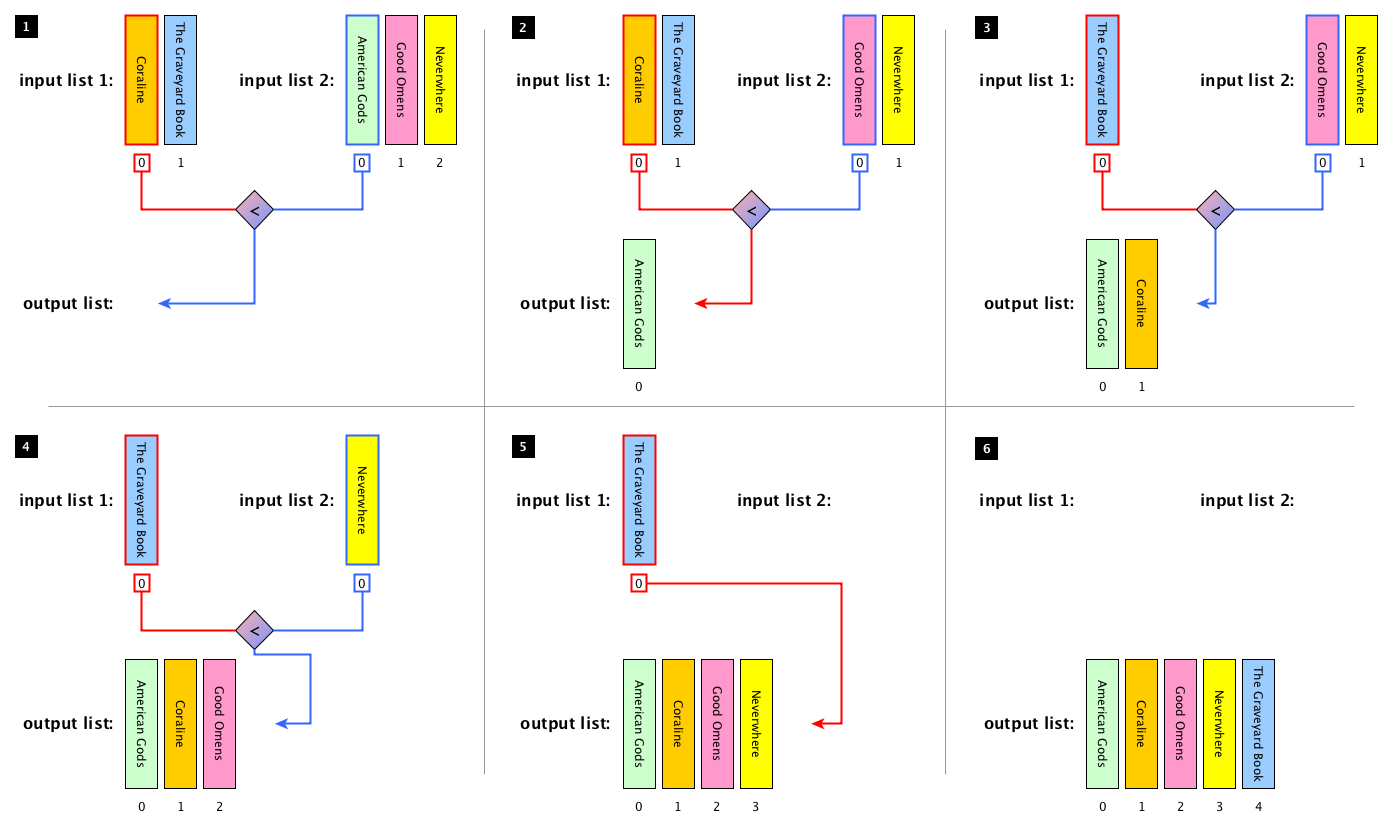 1
input list 1:
Coraline
The Graveyard Book
input list 2:
American Gods
Good Omens
Neverwhere
0
1
0
1
2
<
output list:
2
input list 1:
Coraline
The Graveyard Book
input list 2:
Good Omens
Neverwhere
0
1
0
1
<
output list:
American Gods
0
3
input list 1:
The Graveyard Book
input list 2:
Good Omens
Neverwhere
0
0
1
<
output list:
American Gods
Coraline
0
1
4
input list 1:
The Graveyard Book
input list 2:
Neverwhere
0
0
<
output list:
American Gods
Coraline
Good Omens
0
1
2
5
input list 1:
The Graveyard Book
input list 2:
0
output list:
American Gods
Coraline
Good Omens
Neverwhere
0
1
2
3
6
input list 1:
input list 2:
output list:
American Gods
Coraline
Good Omens
Neverwhere
The Graveyard Book
0
1
2
3
4